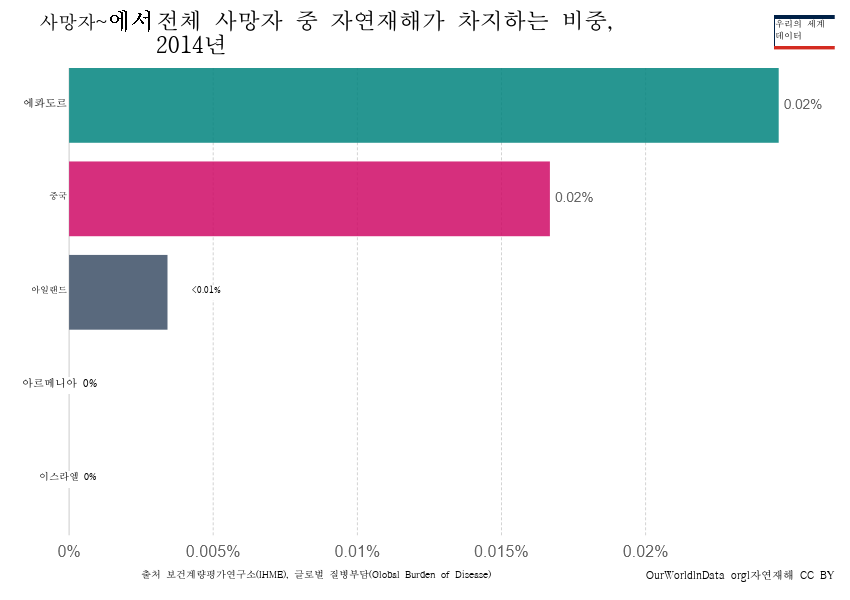 사망자~에서 전체 사망자 중 자연재해가 차지하는 비중,
2014년
우리의 세계
데이터
에콰도르 0.02%
중국 0.02%
아일랜드 <0.01%
아르메니아 0%
이스라엘 0%
0% 0.005% 0.01% 0.015% 0.02%
출처 보건계량평가연구소(IHME), 글로벌 질병부담(Global Burden of Disease)
OurWorldInData org|자연재해 CC BY